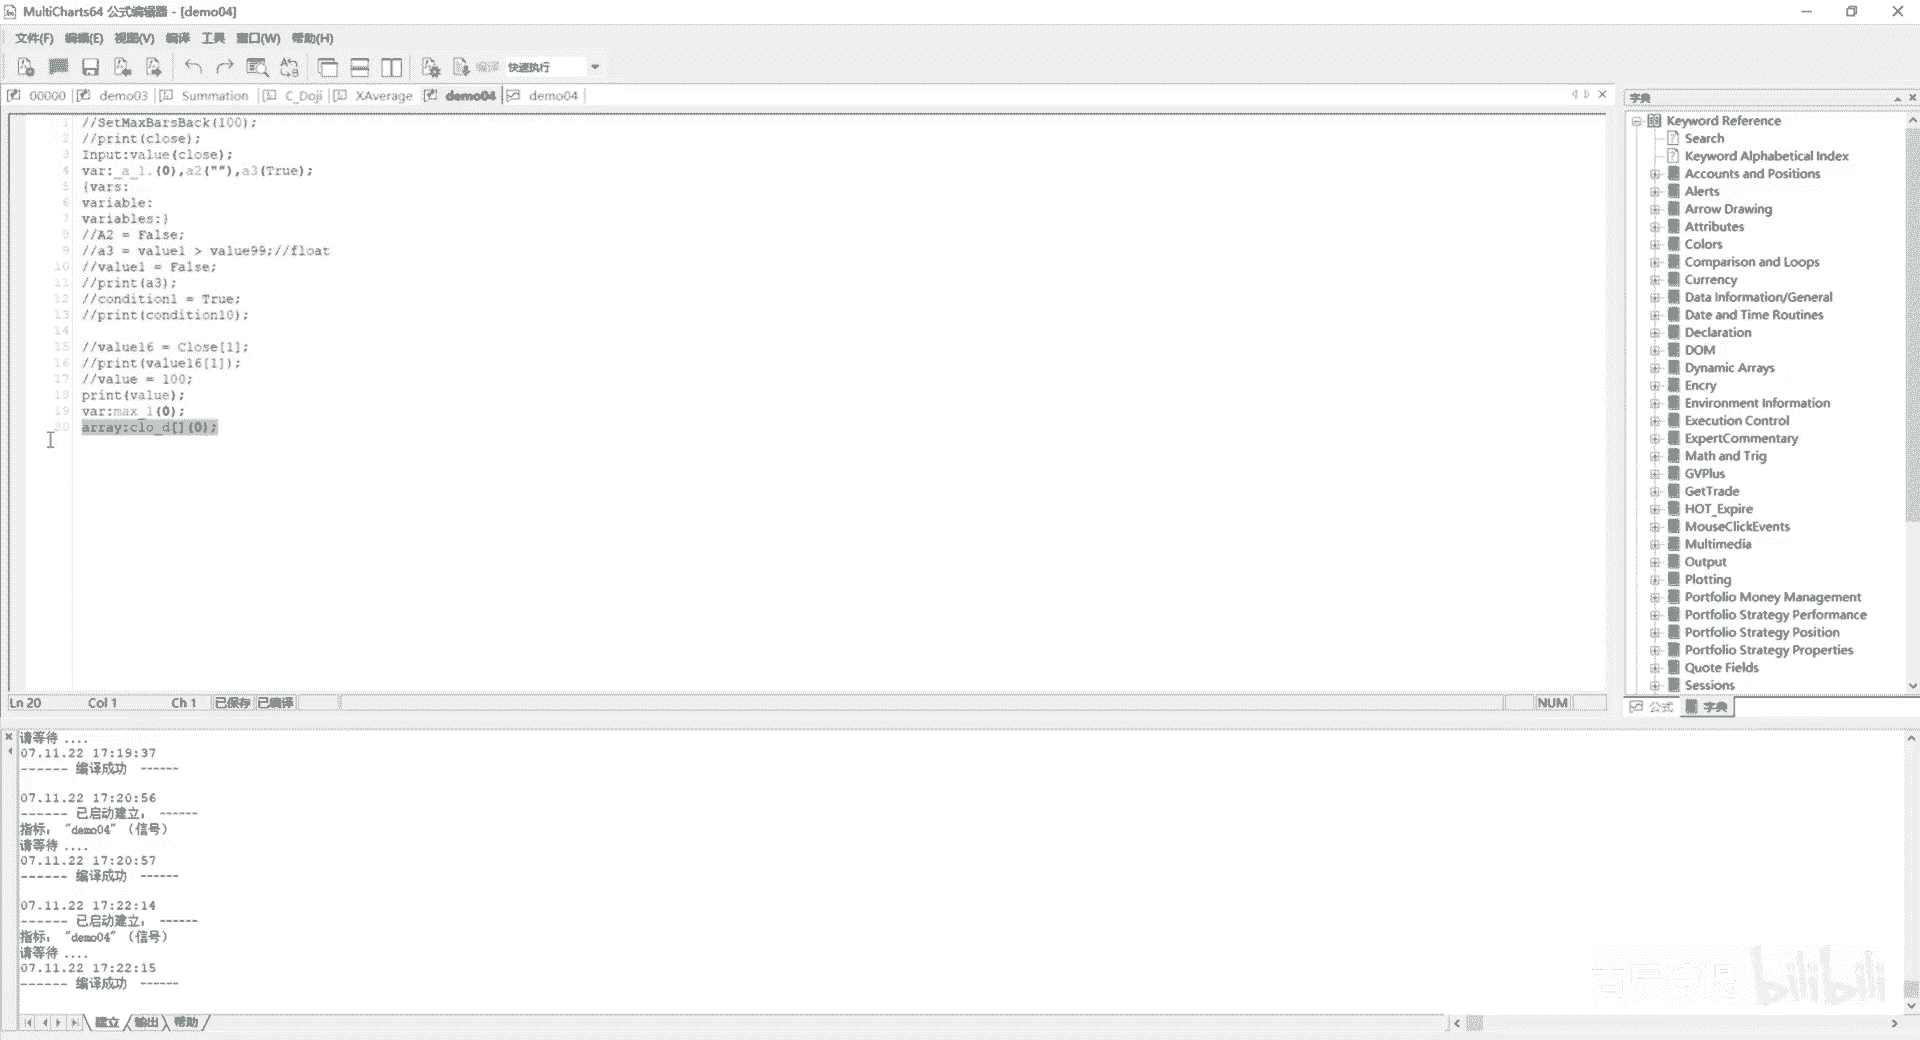 MultiCharts64 公式编辑器 - [demo04]
文件(F) 编辑(E) 视图(V) 编译 工具 窗口(W) 帮助(H)
编译 快速执行
00000 demo03 Summation C_Doji XAverage demo04 demo04
1 //SetMaxBarsBack(100);
2 //print(close);
3 Input:value(close);
4 var:_a_1.(0),a2(""),a3(True);
5 {vars:
6 variable:
7 variables:}
8 //A2 = False;
9 //a3 = value1 > value99;//float
10 //value1 = False;
11 //print(a3);
12 //condition1 = True;
13 //print(condition10);
14
15 //value16 = Close[1];
16 //print(value16[1]);
17 //value = 100;
18 print(value);
19 var:max_1(0);
20 array:clo_d[](0);
Ln 20 Col 1 Ch 1 已保存 已编译 NUM
字典
Keyword Reference
Search
Keyword Alphabetical Index
Accounts and Positions
Alerts
Arrow Drawing
Attributes
Colors
Comparison and Loops
Currency
Data Information/General
Date and Time Routines
Declaration
DOM
Dynamic Arrays
Encry
Environment Information
Execution Control
ExpertCommentary
Math and Trig
GVPlus
GetTrade
HOT_Expire
MouseClickEvents
Multimedia
Output
Plotting
Portfolio Money Management
Portfolio Strategy Performance
Portfolio Strategy Position
Portfolio Strategy Properties
Quote Fields
Sessions
公式 字典
请等待 ....
07.11.22 17:19:37
------ 编译成功 ------
07.11.22 17:20:56
------ 已启动建立: ------
指标: "demo04" (信号)
请等待 ....
07.11.22 17:20:57
------ 编译成功 ------
07.11.22 17:22:14
------ 已启动建立: ------
指标: "demo04" (信号)
请等待 ....
07.11.22 17:22:15
------ 编译成功 ------
建立 输出 帮助
bilibili